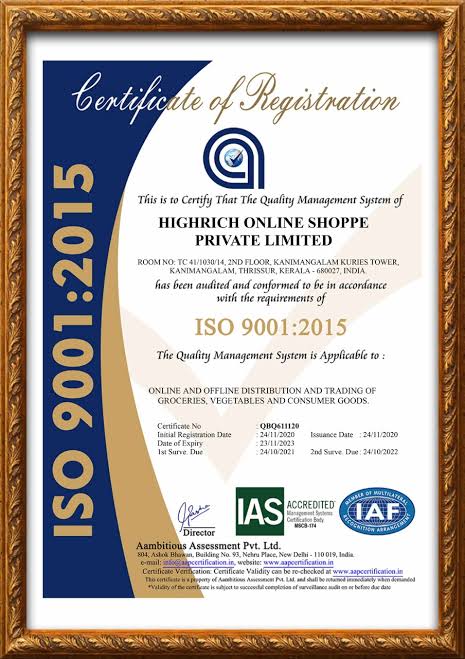 Certificate of Registration
ISO 9001:2015
This is to Certify That The Quality Management System of
HIGHRICH ONLINE SHOPPE
PRIVATE LIMITED
ROOM NO: TC 41/1030/14, 2ND FLOOR, KANIMANGALAM KURIES TOWER,
KANIMANGALAM, THRISSUR, KERALA - 680027, INDIA
has been audited and conformed to be in accordance
with the requirements of
ISO 9001:2015
The Quality Management System is Applicable to :
ONLINE AND OFFLINE DISTRIBUTION AND TRADING OF
GROCERIES, VEGETABLES AND CONSUMER GOODS.
Certificate No : QBQ611120
Initial Registration Date : 24/11/2020 Issuance Date : 24/11/2020
Date of Expiry : 23/11/2023
1st Surve. Due : 24/10/2021 2nd Surve. Due : 24/10/2022
Director
IAS ACCREDITED
Management Systems
Certification Body
MSCB-174
MEMBER OF MULTILATERAL
IAF
RECOGNITION ARRANGEMENT
Aambitious Assessment Pvt. Ltd.
804, Ashok Bhawan, Building No. 93, Nehru Place, New Delhi - 110 019, India.
e-mail: info@aapcertification.in, website: www.aapcertification.in
Certificate Verification: Certificate Validity can be re-checked at www.aapcertification.in
This certificate is a property of Aambitious Assessment Pvt. Ltd. and shall be returned immediately when demanded
*Validity of the certificate is subject to successful completion of surveillance audit on or before due date